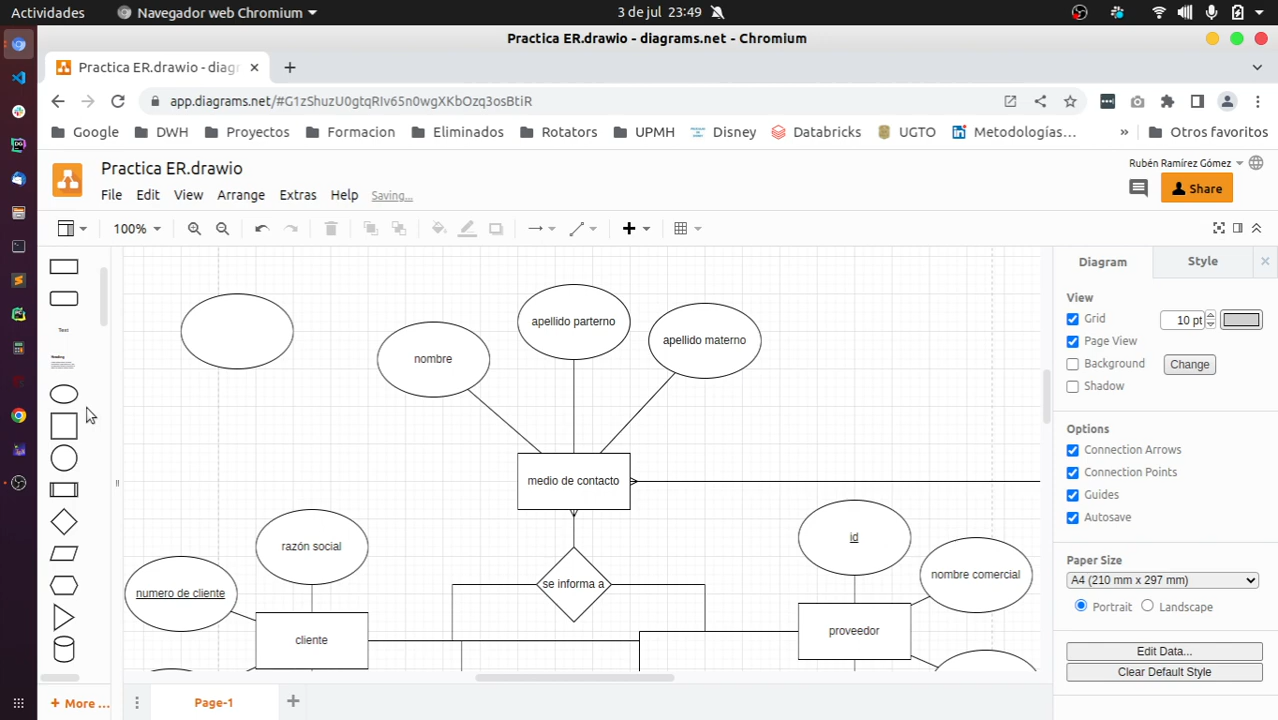 Actividades
Navegador web Chromium
3 de jul 23:49
Practica ER.drawio - diagrams.net - Chromium
Practica ER.drawio - diag
app.diagrams.net/#G1zShuzU0gtqRIv65n0wgXKbOzq3osBtiR
Google
DWH
Proyectos
Formacion
Eliminados
Rotators
UPMH
Disney
Databricks
UGTO
Metodologías...
»
Otros favoritos
Practica ER.drawio
Rubén Ramírez Gómez
File
Edit
View
Arrange
Extras
Help
Saving...
Share
100%
Text
Heading
Diagram
Style
View
Grid
10 pt
Page View
Background
Change
Shadow
Options
Connection Arrows
Connection Points
Guides
Autosave
Paper Size
A4 (210 mm x 297 mm)
Portrait
Landscape
Edit Data...
Clear Default Style
nombre
apellido parterno
apellido materno
medio de contacto
razón social
id
se informa a
nombre comercial
numero de cliente
cliente
proveedor
+ More ...
Page-1